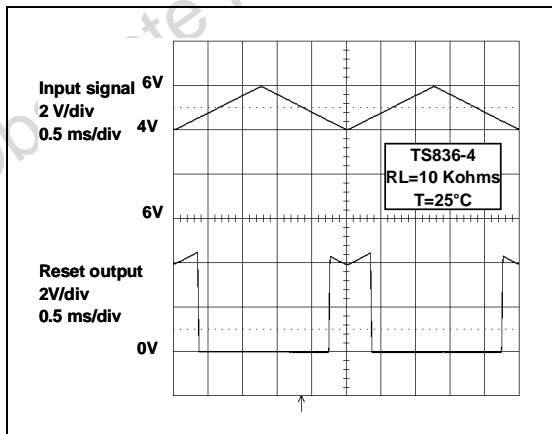 Input signal 6V
2 V/div
0.5 ms/div 4V
TS836-4
RL=10 Kohms
T=25°C
6V
Reset output
2V/div
0.5 ms/div
0V